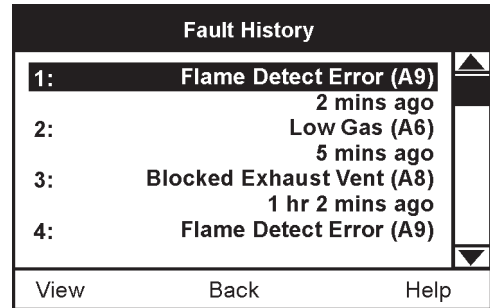 Fault History
1: Flame Detect Error (A9)
2 mins ago
2: Low Gas (A6)
5 mins ago
3: Blocked Exhaust Vent (A8)
1 hr 2 mins ago
4: Flame Detect Error (A9)
View Back Help